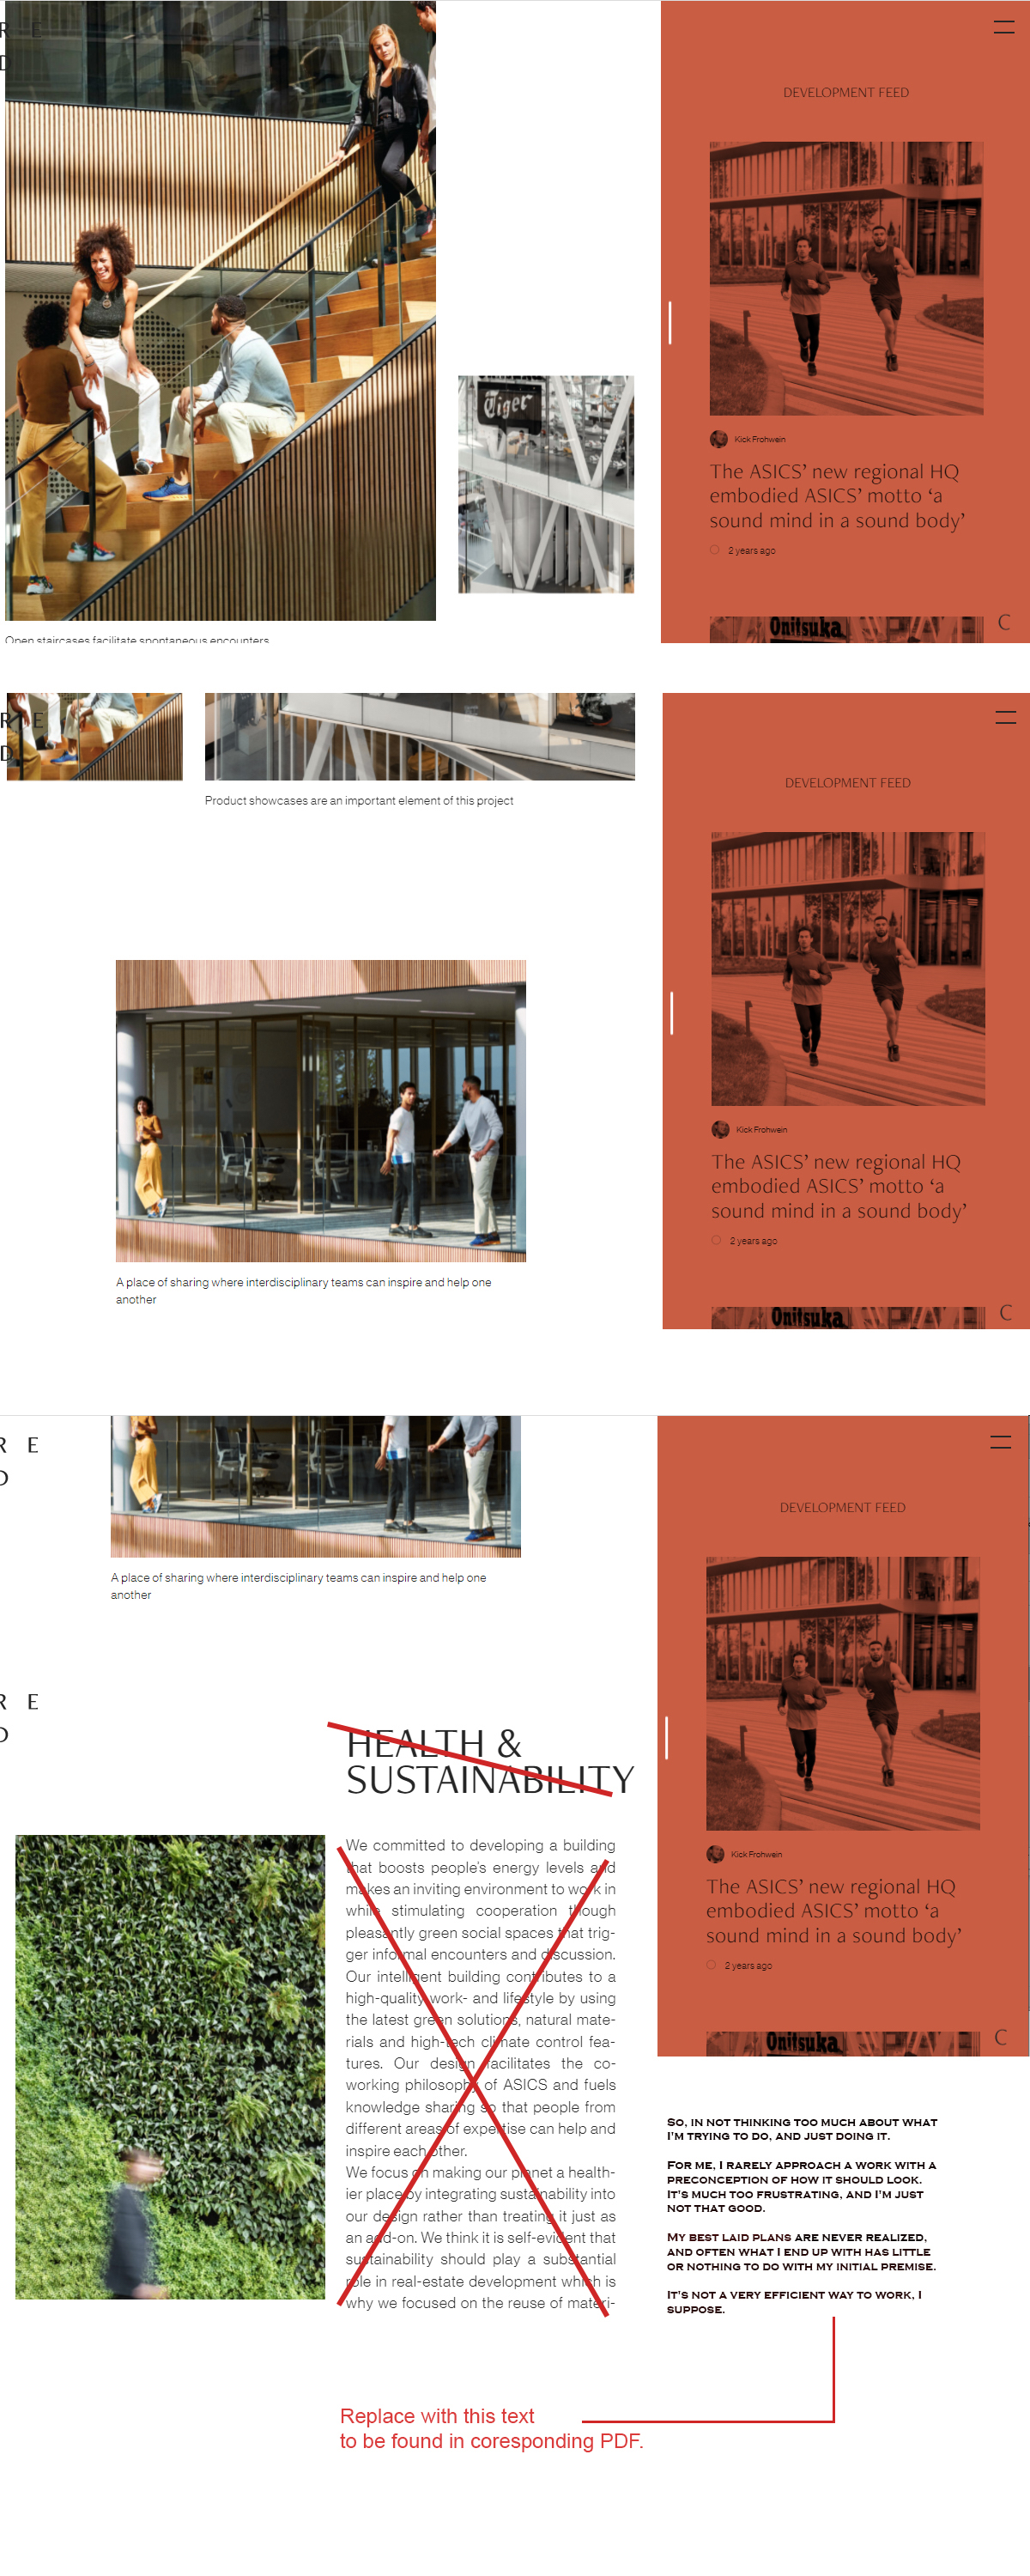 R E
D
DEVELOPMENT FEED
Tiger
Kick Frohwein
The ASICS’ new regional HQ
embodied ASICS’ motto ‘a
sound mind in a sound body’
2 years ago
Onitsuka
C
Open staircases facilitate spontaneous encounters
R E
D
Product showcases are an important element of this project
DEVELOPMENT FEED
Kick Frohwein
The ASICS’ new regional HQ
embodied ASICS’ motto ‘a
sound mind in a sound body’
2 years ago
Onitsuka
C
A place of sharing where interdisciplinary teams can inspire and help one
another
R E
D
DEVELOPMENT FEED
A place of sharing where interdisciplinary teams can inspire and help one
another
Kick Frohwein
The ASICS’ new regional HQ
embodied ASICS’ motto ‘a
sound mind in a sound body’
2 years ago
Onitsuka
C
R E
D
HEALTH &
SUSTAINABILITY
We committed to developing a building
that boosts people’s energy levels and
makes an inviting environment to work in
while stimulating cooperation though
pleasantly green social spaces that trig-
ger informal encounters and discussion.
Our intelligent building contributes to a
high-quality work- and lifestyle by using
the latest green solutions, natural mate-
rials and high-tech climate control fea-
tures. Our design facilitates the co-
working philosophy of ASICS and fuels
knowledge sharing so that people from
different areas of expertise can help and
inspire each other.
We focus on making our planet a health-
ier place by integrating sustainability into
our design rather than treating it just as
an add-on. We think it is self-evident that
sustainability should play a substantial
role in real-estate development which is
why we focused on the reuse of materi-
So, in not thinking too much about what
I'm trying to do, and just doing it.
For me, I rarely approach a work with a
preconception of how it should look.
It's much too frustrating, and I'm just
not that good.
My best laid plans are never realized,
and often what I end up with has little
or nothing to do with my initial premise.
It's not a very efficient way to work, I
suppose.
Replace with this text
to be found in coresponding PDF.